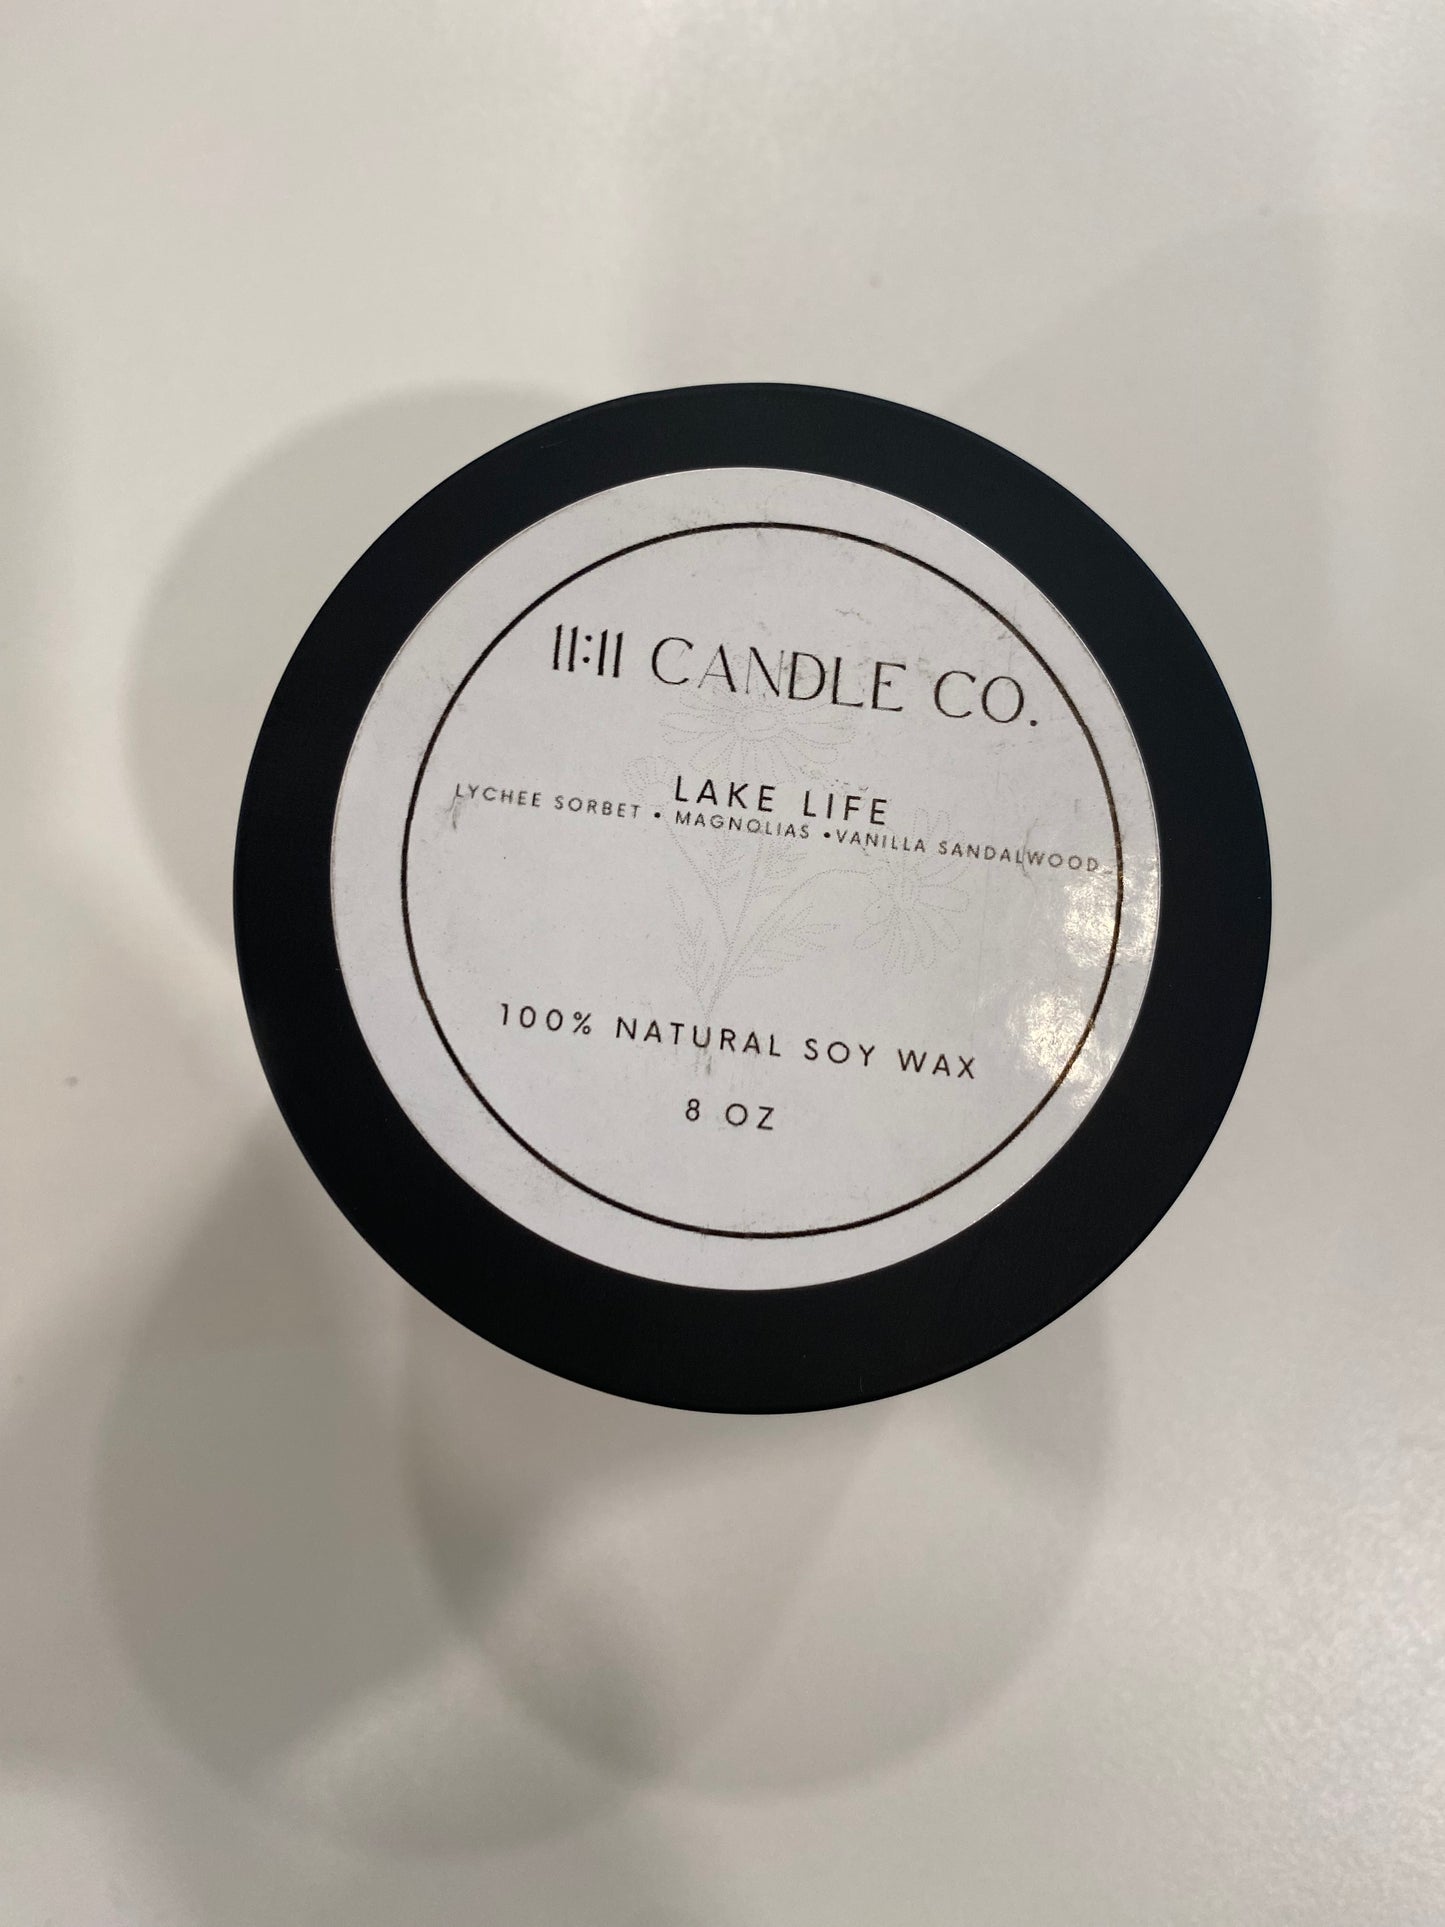 11:11 CANDLE CO.
LAKE LIFE
LYCHEE SORBET • MAGNOLIAS •VANILLA SANDALWOOD
100% NATURAL SOY WAX
8 OZ